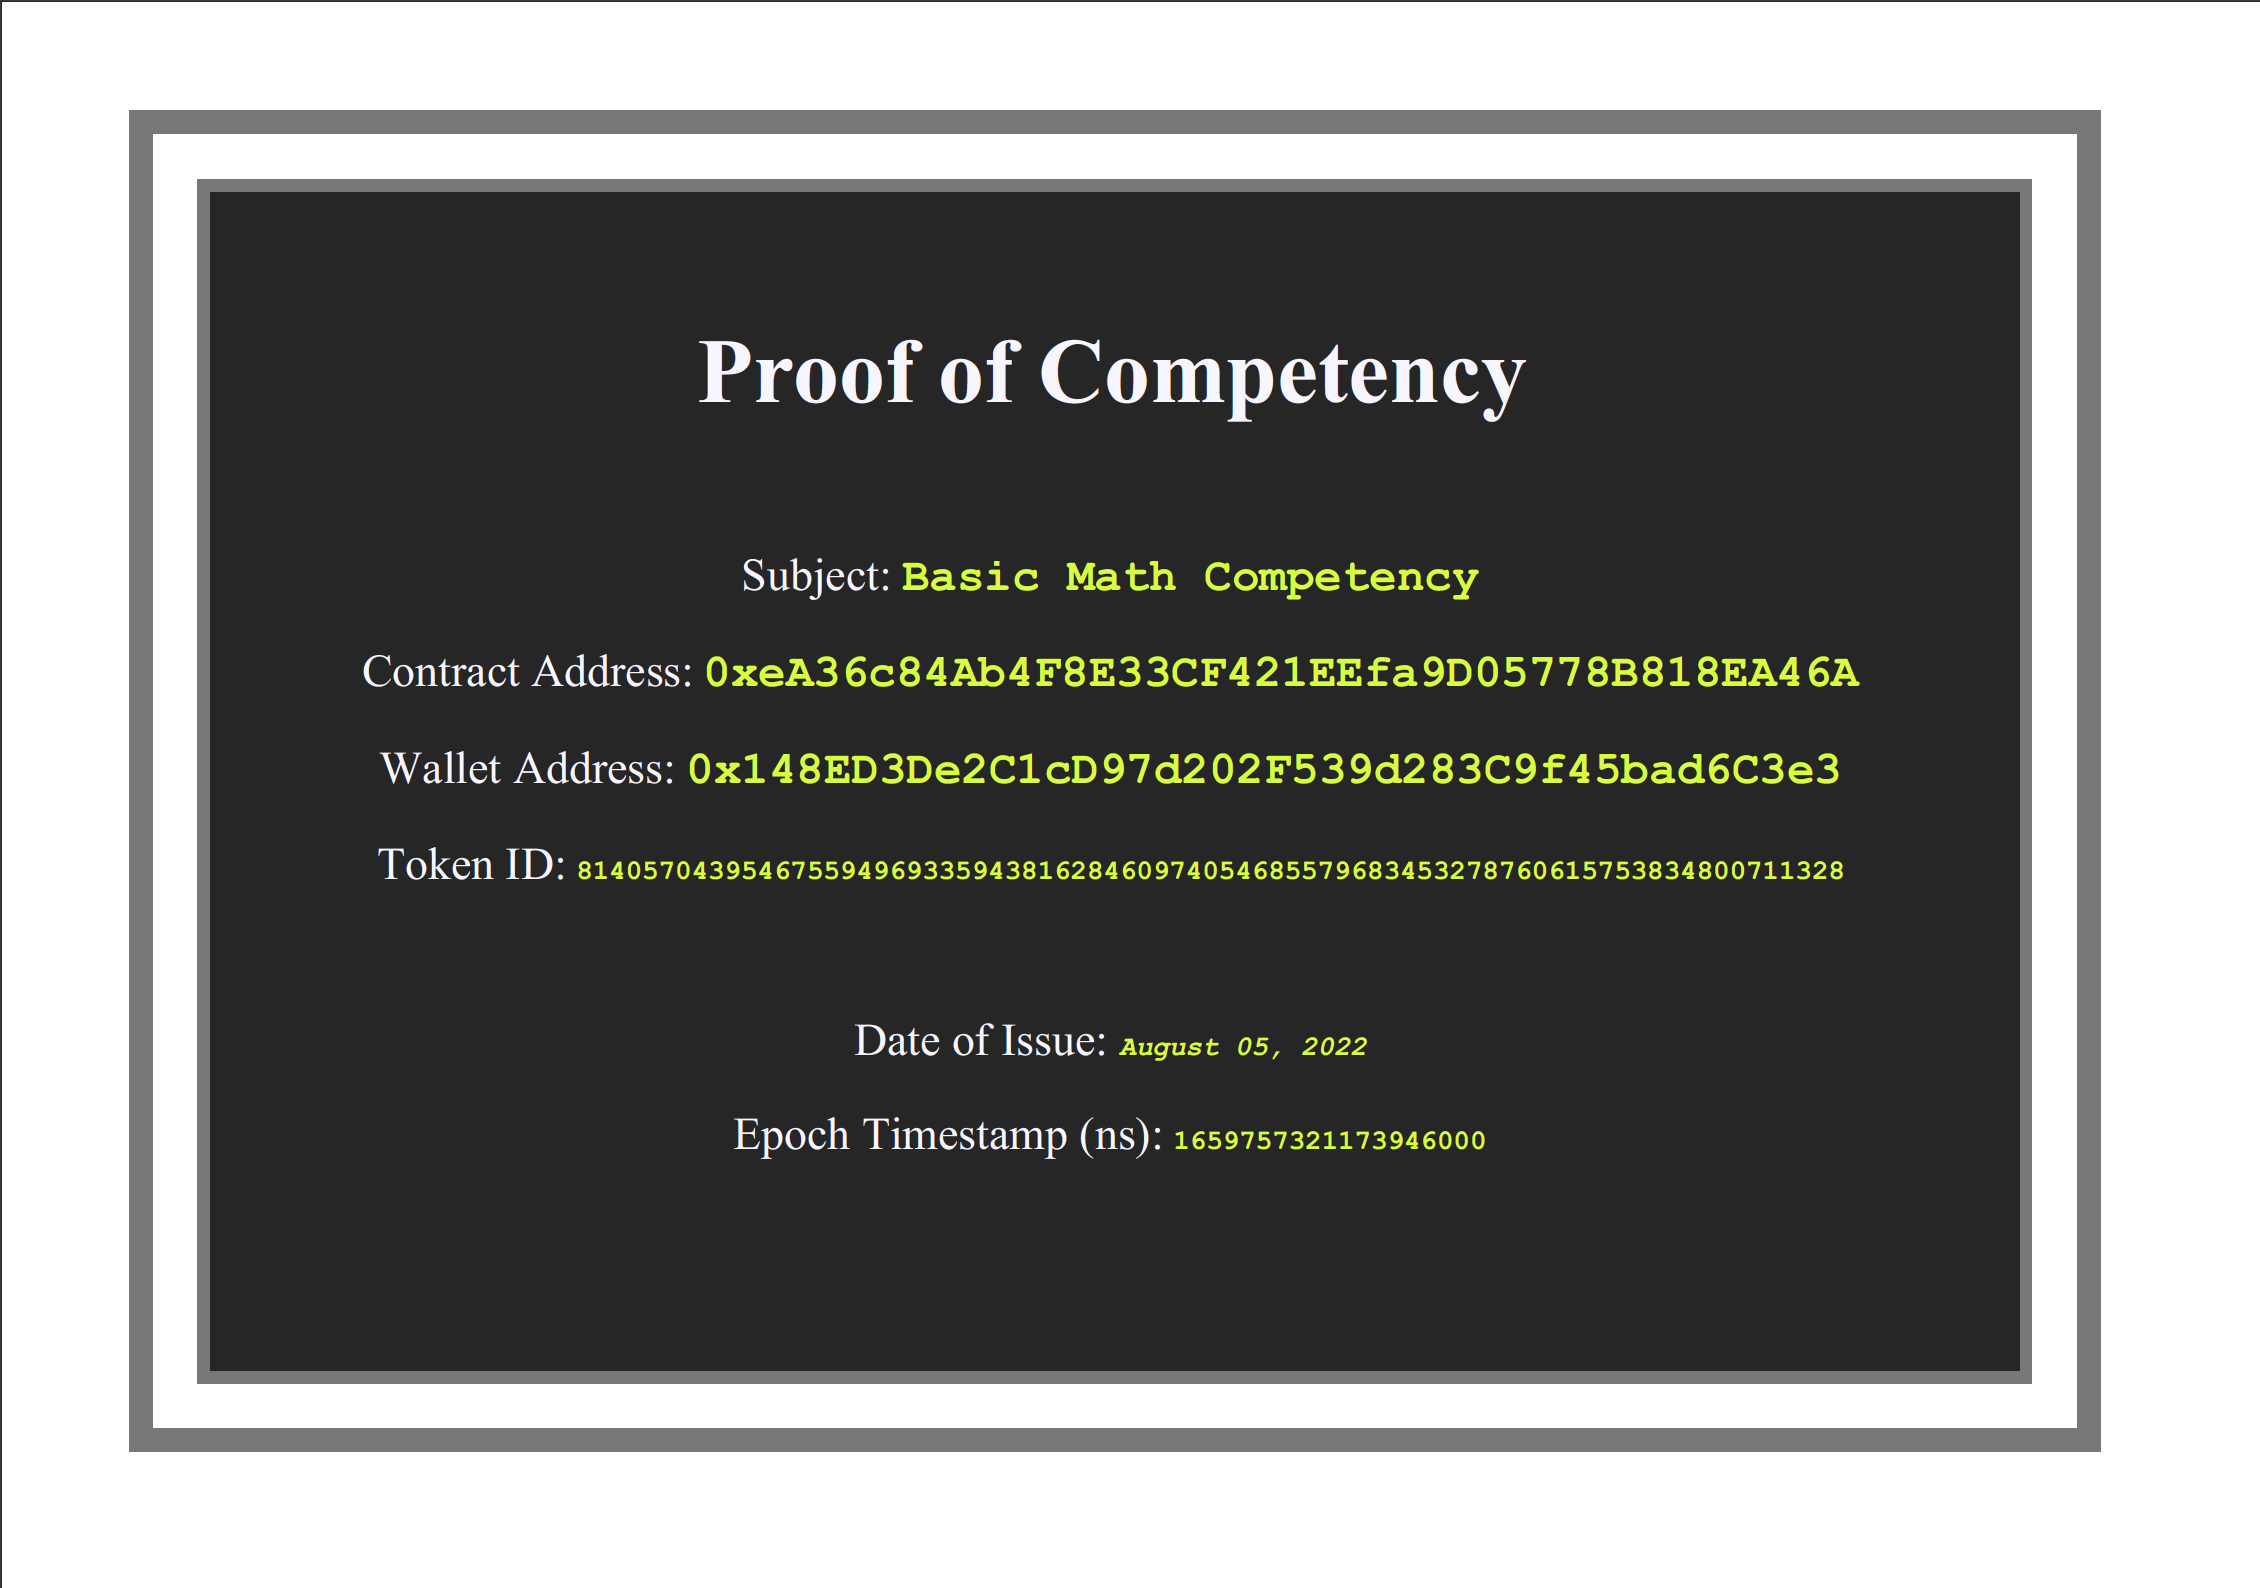 Proof of Competency
Subject: Basic Math Competency
Contract Address: 0xeA36c84Ab4F8E33CF421EEfa9D05778B818EA46A
Wallet Address: 0x148ED3De2C1cD97d202F539d283C9f45bad6C3e3
Token ID: 81405704395467559496933594381628460974054685579683453278760615753834800711328
Date of Issue: August 05, 2022
Epoch Timestamp (ns): 1659757321173946000